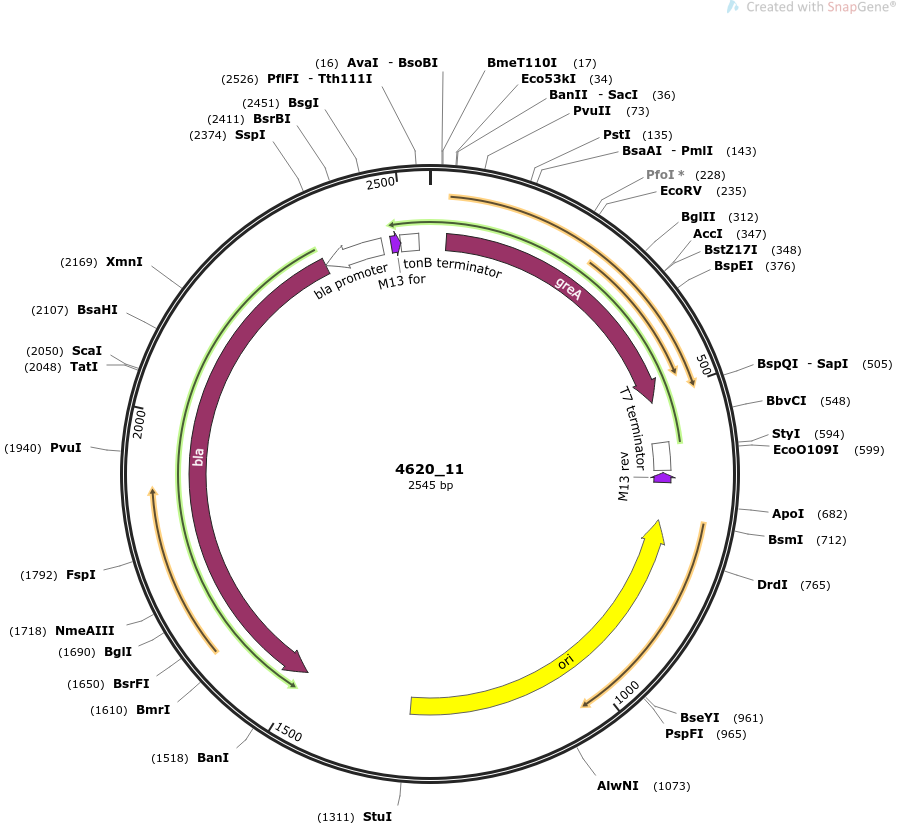 Created with SnapGene®
(16) AvaI - BsoBI
(2526) PflFI - Tth111I
(2451) BsgI
(2411) BsrBI
(2374) SspI
BmeT110I (17)
Eco53kI (34)
BanII - SacI (36)
PvuII (73)
PstI (135)
BsaAI - PmlI (143)
PfoI * (228)
EcoRV (235)
BglII (312)
AccI (347)
BstZ17I (348)
BspEI (376)
BspQI - SapI (505)
BbvCI (548)
StyI (594)
EcoO109I (599)
ApoI (682)
BsmI (712)
DrdI (765)
BseYI (961)
PspFI (965)
AlwNI (1073)
(1311) StuI
(1518) BanI
(1610) BmrI
(1650) BsrFI
(1690) BglI
(1718) NmeAIII
(1792) FspI
(1940) PvuI
(2048) TatI
(2050) ScaI
(2107) BsaHI
(2169) XmnI
2500
500
1000
1500
2000
bla promoter
M13 for
tonB terminator
greA
T7 terminator
M13 rev
ori
bla
4620_11
2545 bp